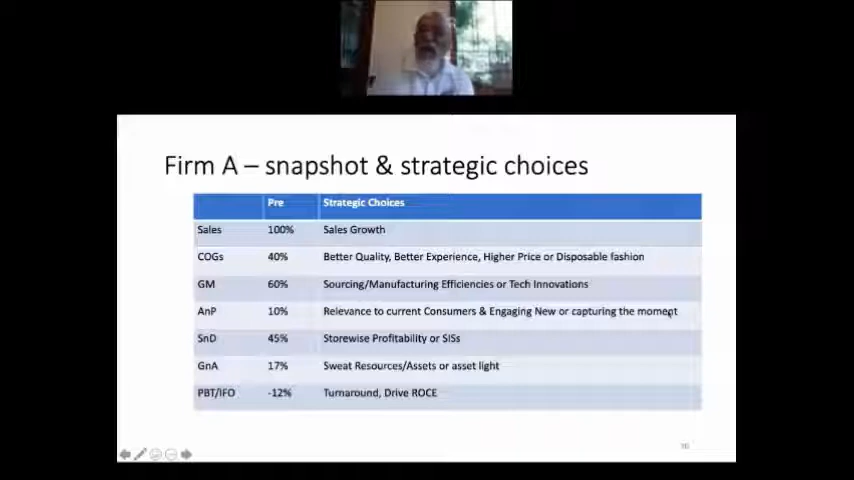 Firm A – snapshot & strategic choices
Pre Strategic Choices
Sales 100% Sales Growth
COGs 40% Better Quality, Better Experience, Higher Price or Disposable fashion
GM 60% Sourcing/Manufacturing Efficiencies or Tech Innovations
AnP 10% Relevance to current Consumers & Engaging New or capturing the moment
SnD 45% Storewise Profitability or SISs
GnA 17% Sweat Resources/Assets or asset light
PBT/IFO -12% Turnaround, Drive ROCE